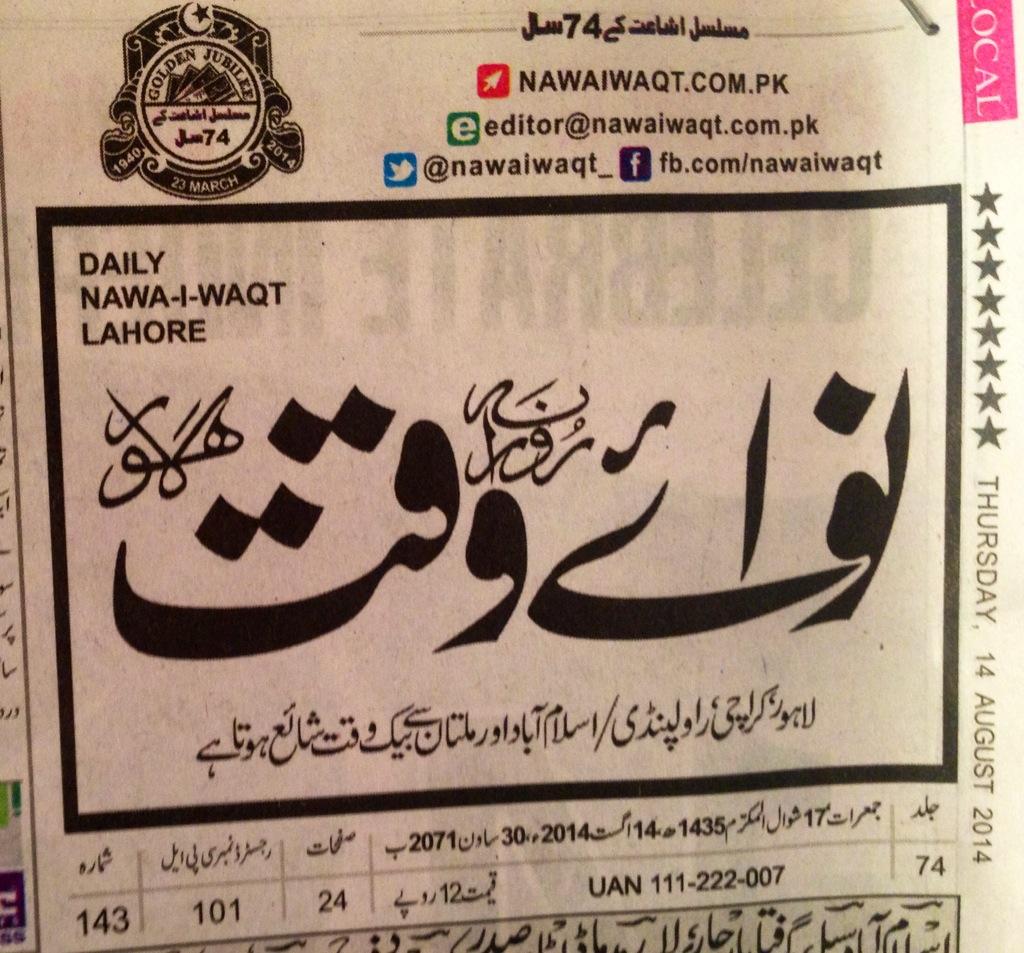 مسلسل اشاعت کے 74 سال
GOLDEN JUBILEE
مسلسل اشاعت کے
74 سال
1940
2014
23 MARCH
NAWAIWAQT.COM.PK
editor@nawaiwaqt.com.pk
@nawaiwaqt_ fb.com/nawaiwaqt
LOCAL
THURSDAY, 14 AUGUST 2014
DAILY
NAWA-I-WAQT
LAHORE
روزنامہ
نوائے وقت
لاہور
لاہور، کراچی، راولپنڈی/اسلام آباد اور ملتان سے بیک وقت شائع ہوتا ہے
جلد جمعرات 17 شوال المکرم 1435ھ، 14 اگست 2014ء، 30 ساون 2071ب صفحات رجسٹرڈ نمبر سی پی ایل شمارہ
74 UAN 111-222-007 قیمت 12 روپے 24 101 143